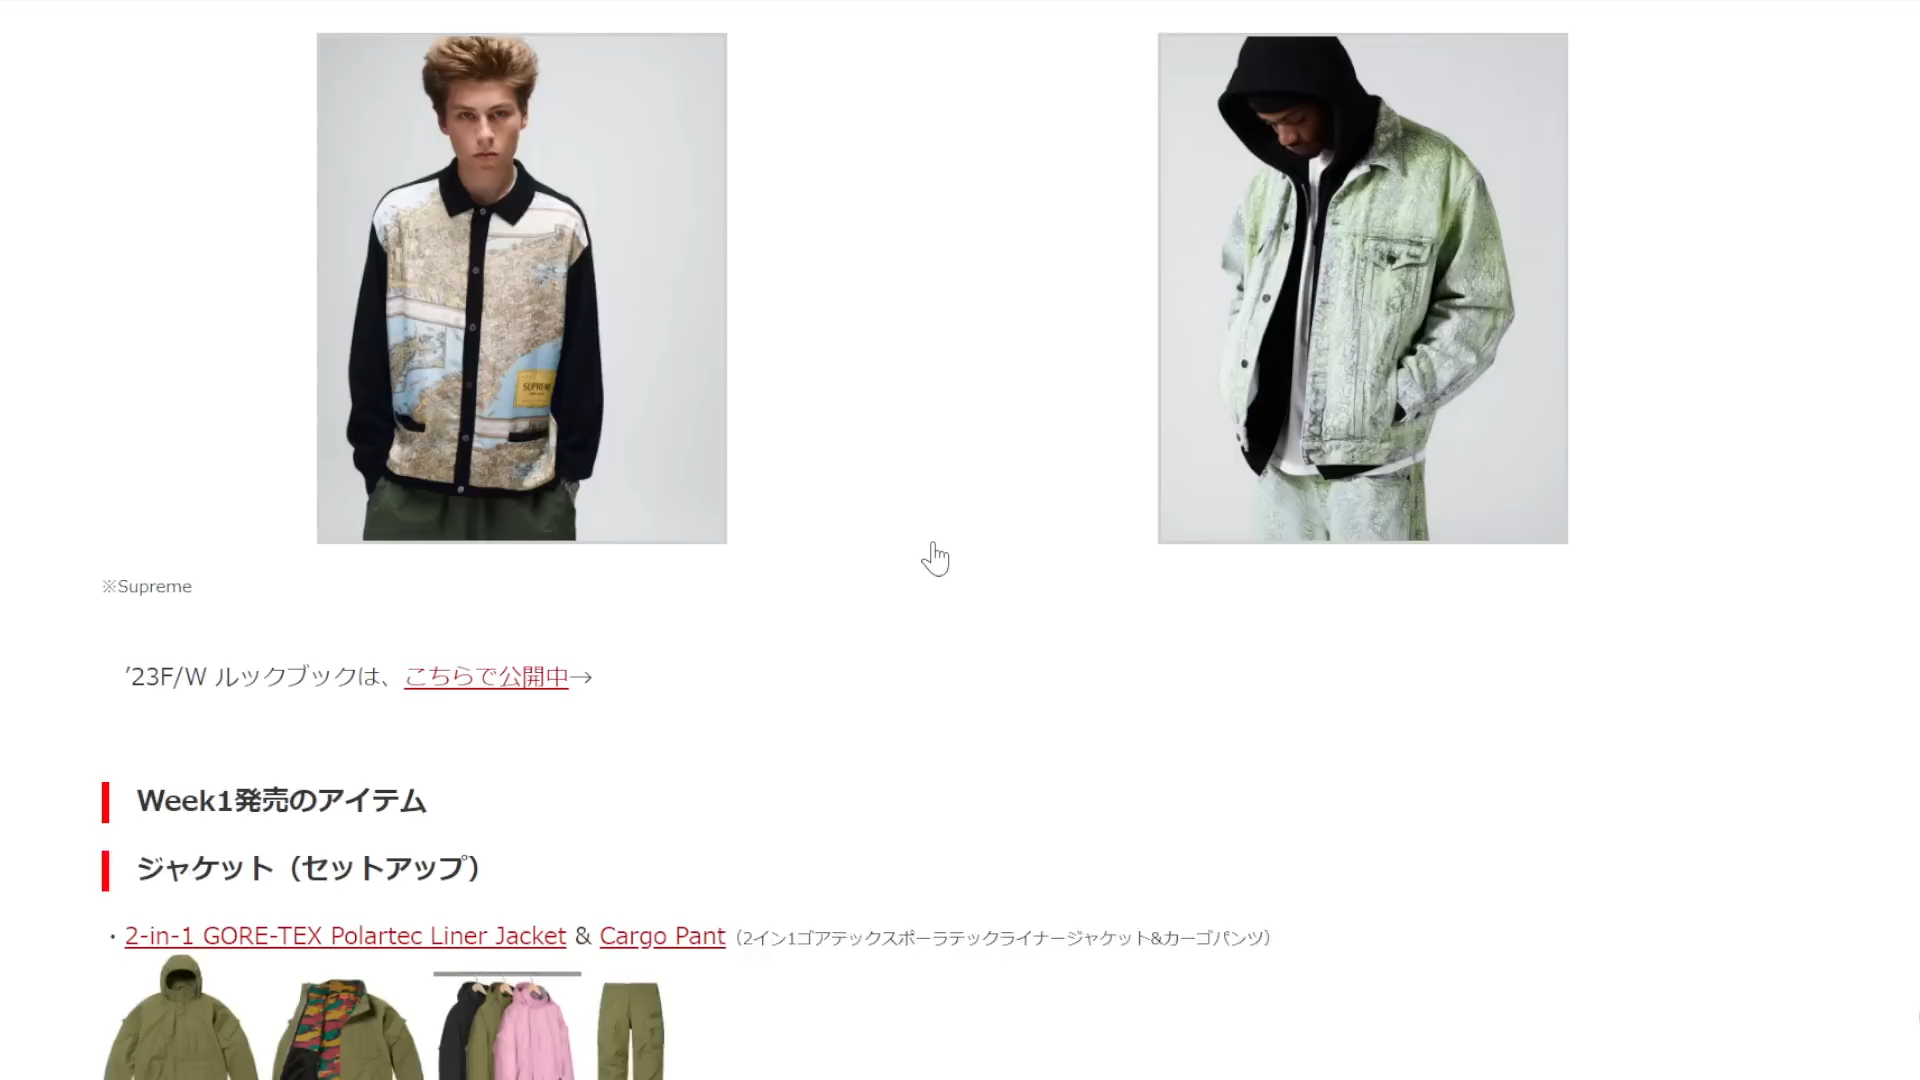 SUPREME
※Supreme
’23F/W ルックブックは、こちらで公開中→
Week1発売のアイテム
ジャケット（セットアップ）
・2-in-1 GORE-TEX Polartec Liner Jacket & Cargo Pant（2イン1ゴアテックスポーラテックライナージャケット&カーゴパンツ）